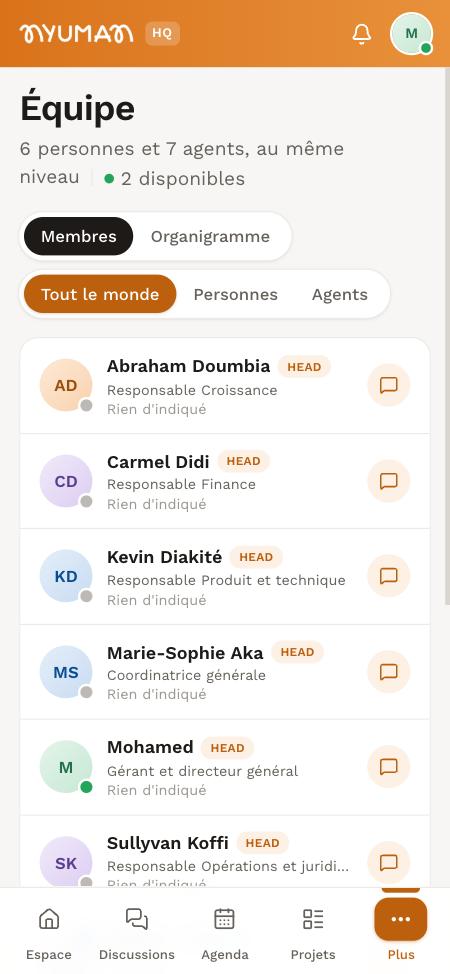 NYUMAN HQ M
Équipe
6 personnes et 7 agents, au même
niveau 2 disponibles
Membres Organigramme
Tout le monde Personnes Agents
AD Abraham Doumbia HEAD
Responsable Croissance
Rien d'indiqué
CD Carmel Didi HEAD
Responsable Finance
Rien d'indiqué
KD Kevin Diakité HEAD
Responsable Produit et technique
Rien d'indiqué
MS Marie-Sophie Aka HEAD
Coordinatrice générale
Rien d'indiqué
M Mohamed HEAD
Gérant et directeur général
Rien d'indiqué
SK Sullyvan Koffi HEAD
Responsable Opérations et juridi...
Rien d'indiqué
Espace Discussions Agenda Projets Plus